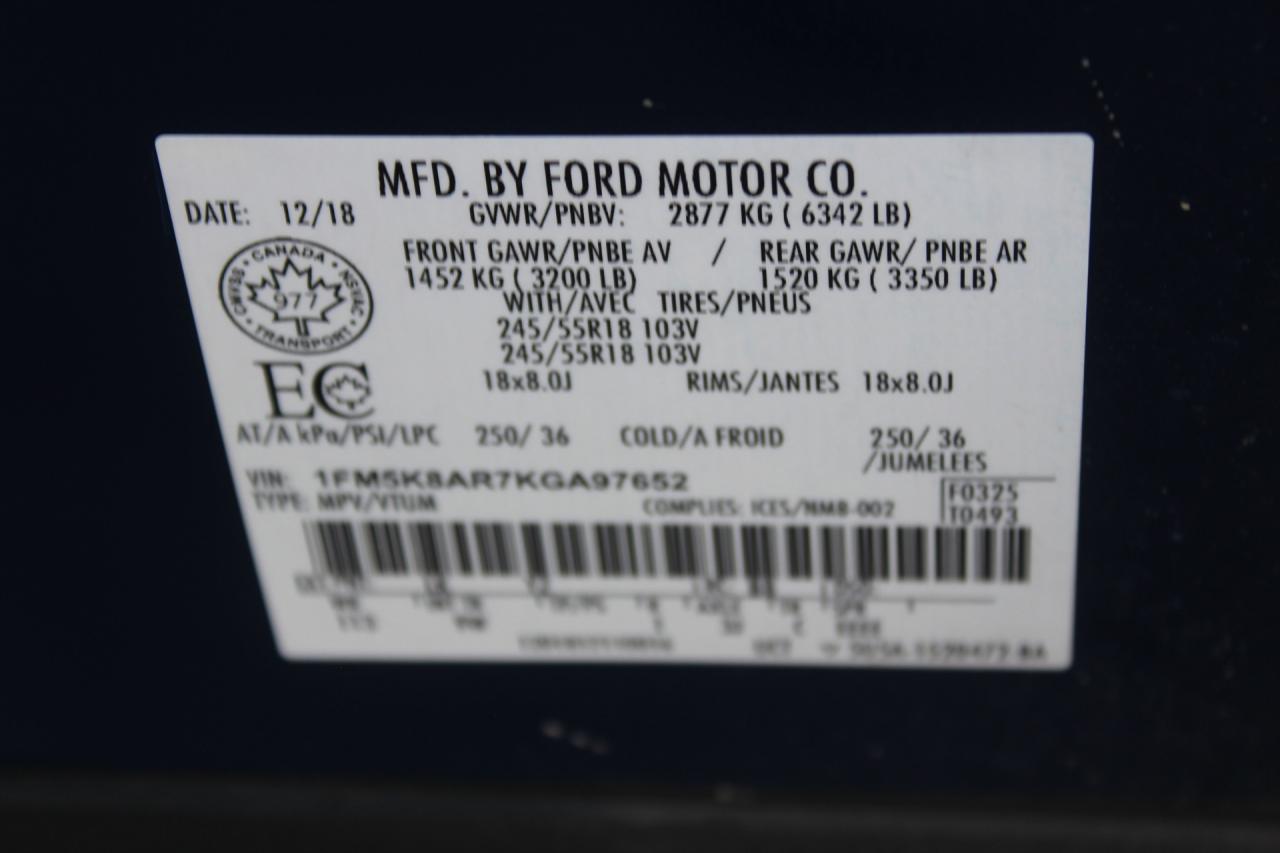 MFD. BY FORD MOTOR CO.
DATE: 12/18 GVWR/PNBV: 2877 KG ( 6342 LB)
FRONT GAWR/PNBE AV / REAR GAWR/ PNBE AR
1452 KG ( 3200 LB) 1520 KG ( 3350 LB)
WITH/AVEC TIRES/PNEUS
245/55R18 103V
245/55R18 103V
18x8.0J RIMS/JANTES 18x8.0J
CANADA
CMVSS NSVAC
977
TRANSPORT
EC
AT/A kPa/PSI/LPC 250/ 36 COLD/A FROID 250/ 36
/JUMELEES
VIN: 1FM5K8AR7KGA97652
F0325
TYPE: MPV/VTUM COMPLIES: ICES/NMB-002
T0493